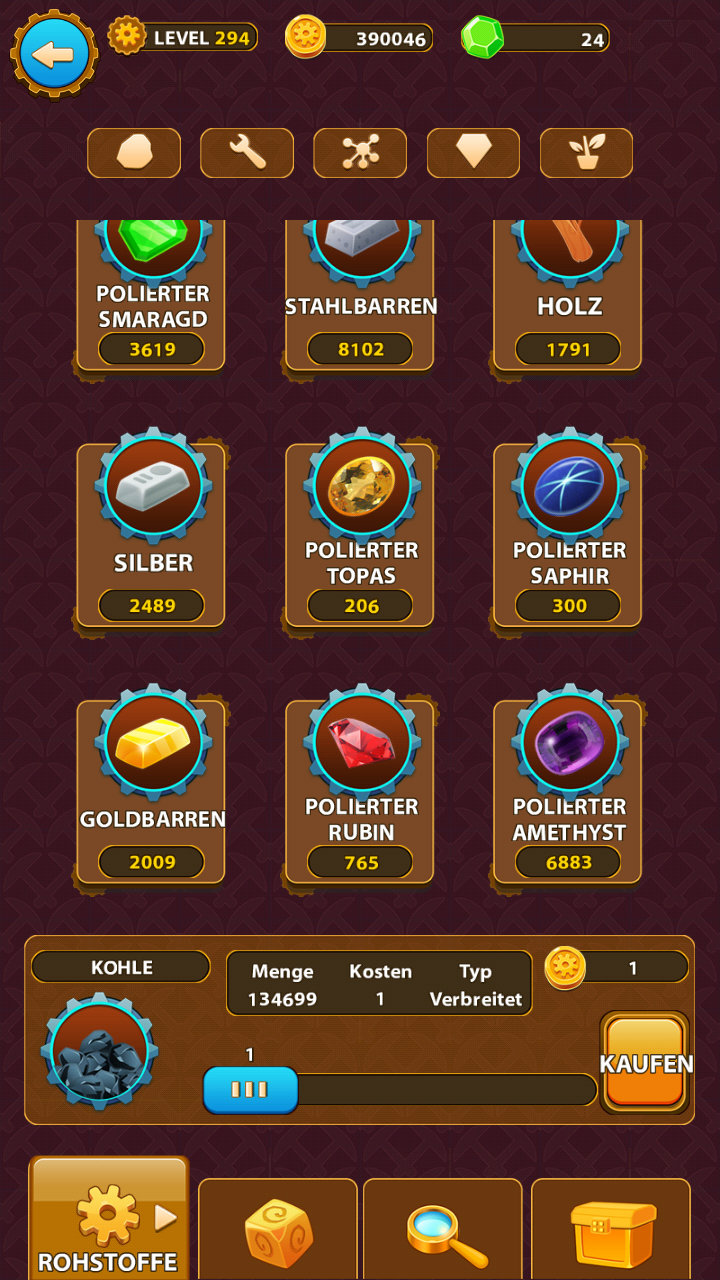 LEVEL 294
390046
24
POLIERTER
SMARAGD
3619
STAHLBARREN
8102
HOLZ
1791
SILBER
2489
POLIERTER
TOPAS
206
POLIERTER
SAPHIR
300
GOLDBARREN
2009
POLIERTER
RUBIN
765
POLIERTER
AMETHYST
6883
KOHLE
Menge Kosten Typ
134699 1 Verbreitet
1
1
KAUFEN
ROHSTOFFE